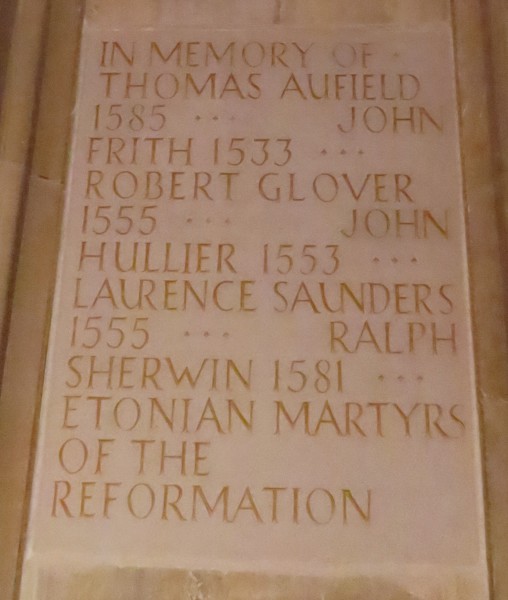 IN MEMORY OF
THOMAS AUFIELD
1585 ··· JOHN
FRITH 1533 ···
ROBERT GLOVER
1555 ··· JOHN
HULLIER 1553 ···
LAURENCE SAUNDERS
1555 ··· RALPH
SHERWIN 1581 ···
ETONIAN MARTYRS
OF THE
REFORMATION